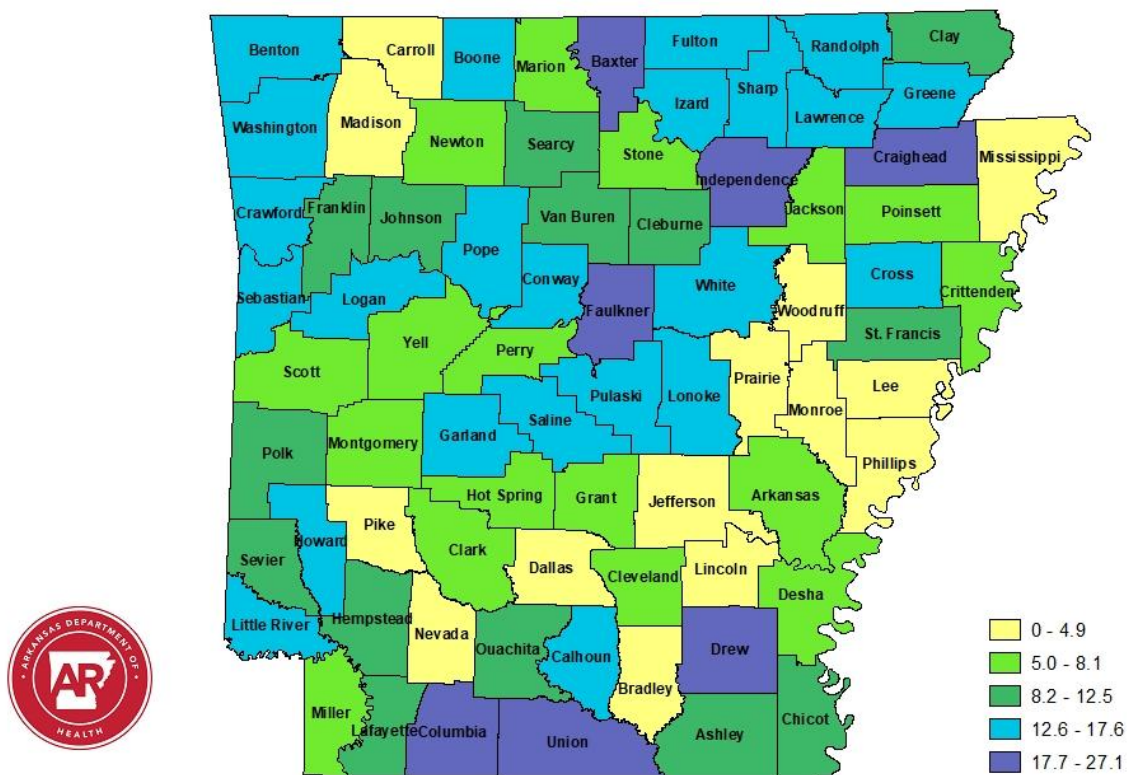 Benton
Carroll
Boone
Marion
Baxter
Fulton
Randolph
Clay
Washington
Madison
Newton
Searcy
Stone
Izard
Sharp
Lawrence
Greene
Independence
Craighead
Mississippi
Crawford
Franklin
Johnson
Pope
Van Buren
Cleburne
Jackson
Poinsett
Sebastian
Logan
Conway
Faulkner
White
Woodruff
Cross
Crittenden
St. Francis
Scott
Yell
Perry
Pulaski
Lonoke
Prairie
Monroe
Lee
Phillips
Polk
Montgomery
Garland
Saline
Hot Spring
Grant
Jefferson
Arkansas
Howard
Pike
Clark
Dallas
Cleveland
Lincoln
Desha
Sevier
Little River
Hempstead
Nevada
Ouachita
Calhoun
Bradley
Drew
Miller
Lafayette
Columbia
Union
Ashley
Chicot
ARKANSAS DEPARTMENT OF
AR
HEALTH
0 - 4.9
5.0 - 8.1
8.2 - 12.5
12.6 - 17.6
17.7 - 27.1